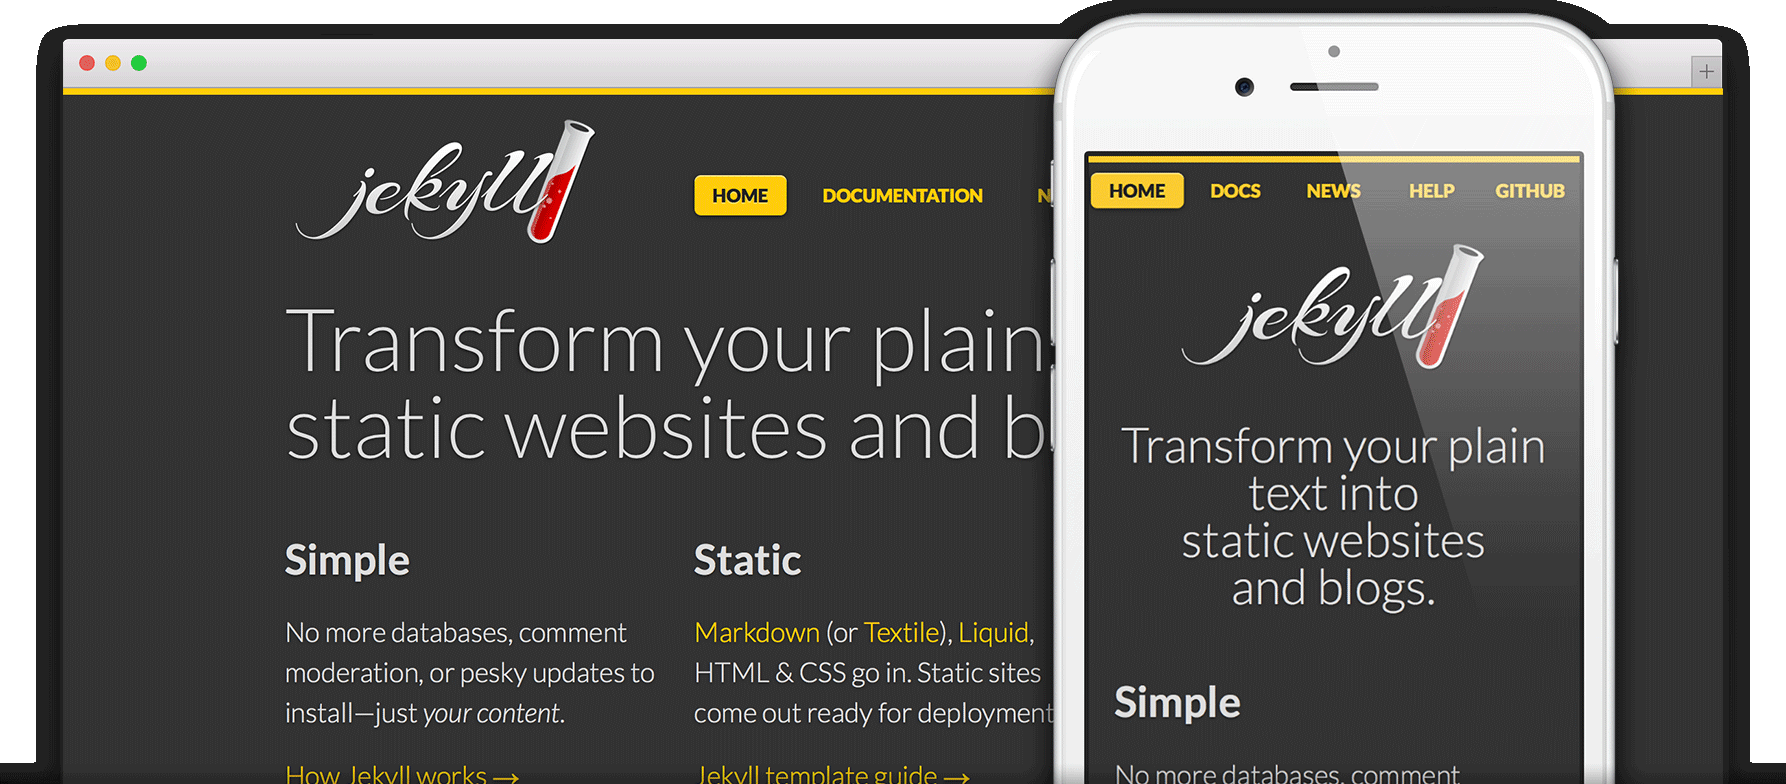 jekyll
HOME DOCUMENTATION
Transform your plain
static websites and b
Simple
No more databases, comment
moderation, or pesky updates to
install—just your content.
How Jekyll works →
Static
Markdown (or Textile), Liquid,
HTML & CSS go in. Static sites
come out ready for deployment
Jekyll template guide →
HOME DOCS NEWS HELP GITHUB
jekyll
Transform your plain
text into
static websites
and blogs.
Simple
No more databases, comment